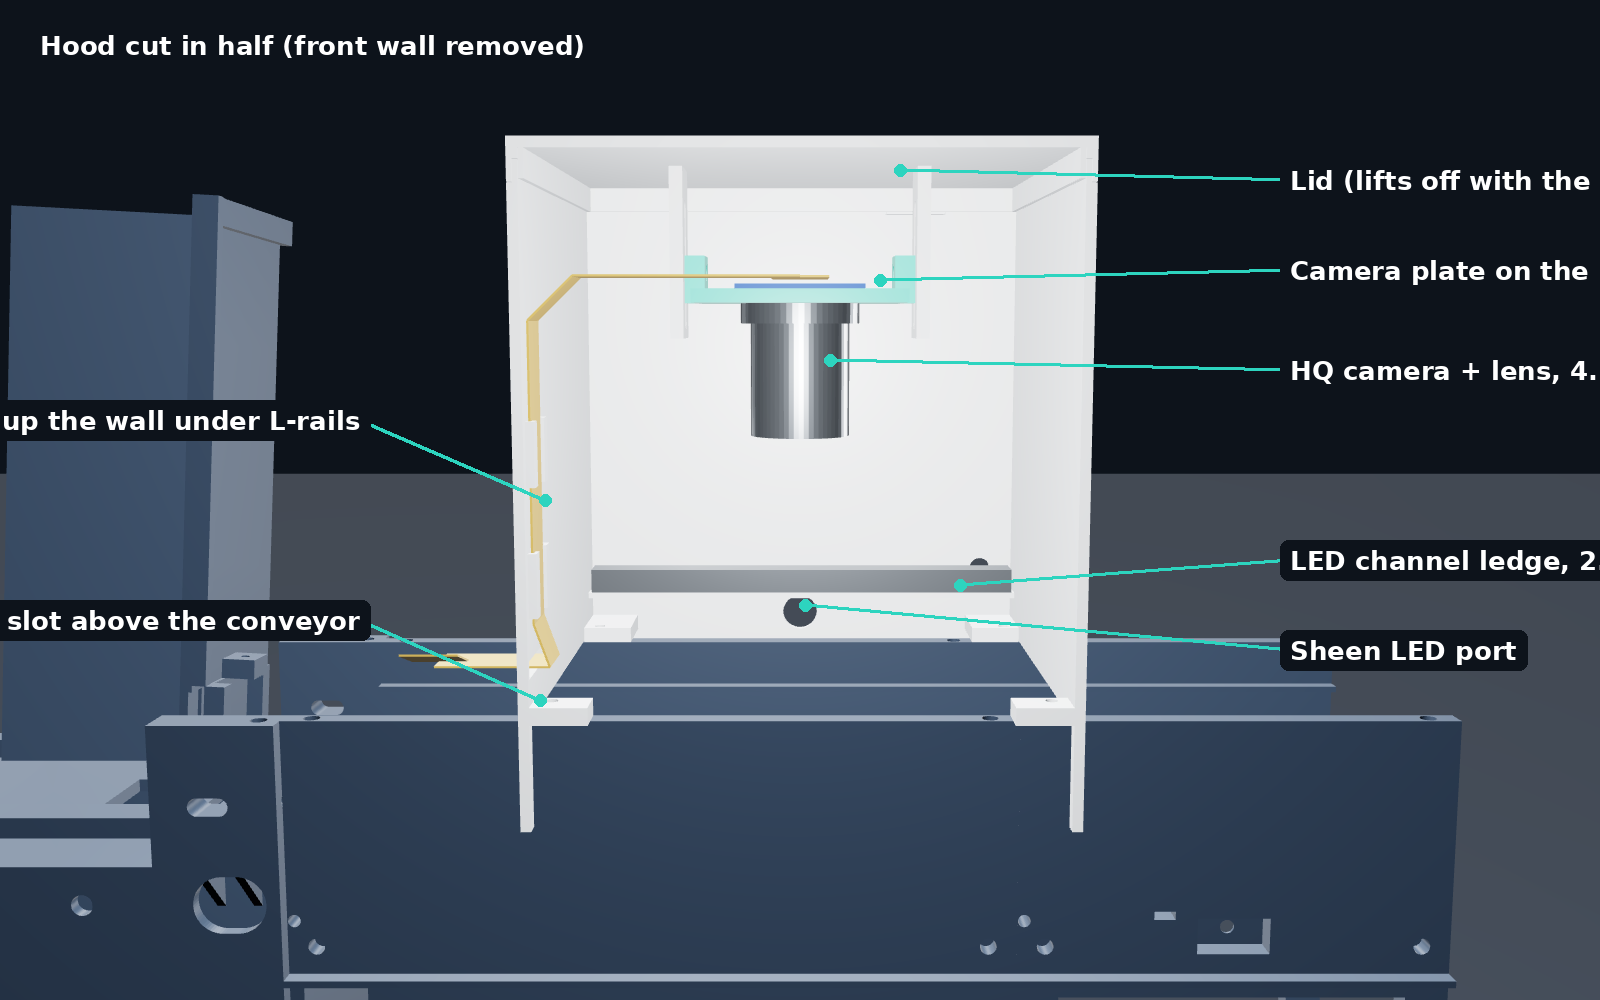 Hood cut in half (front wall removed)
Lid (lifts off with the
Camera plate on the
HQ camera + lens, 4.
up the wall under L-rails
LED channel ledge, 2.
slot above the conveyor
Sheen LED port